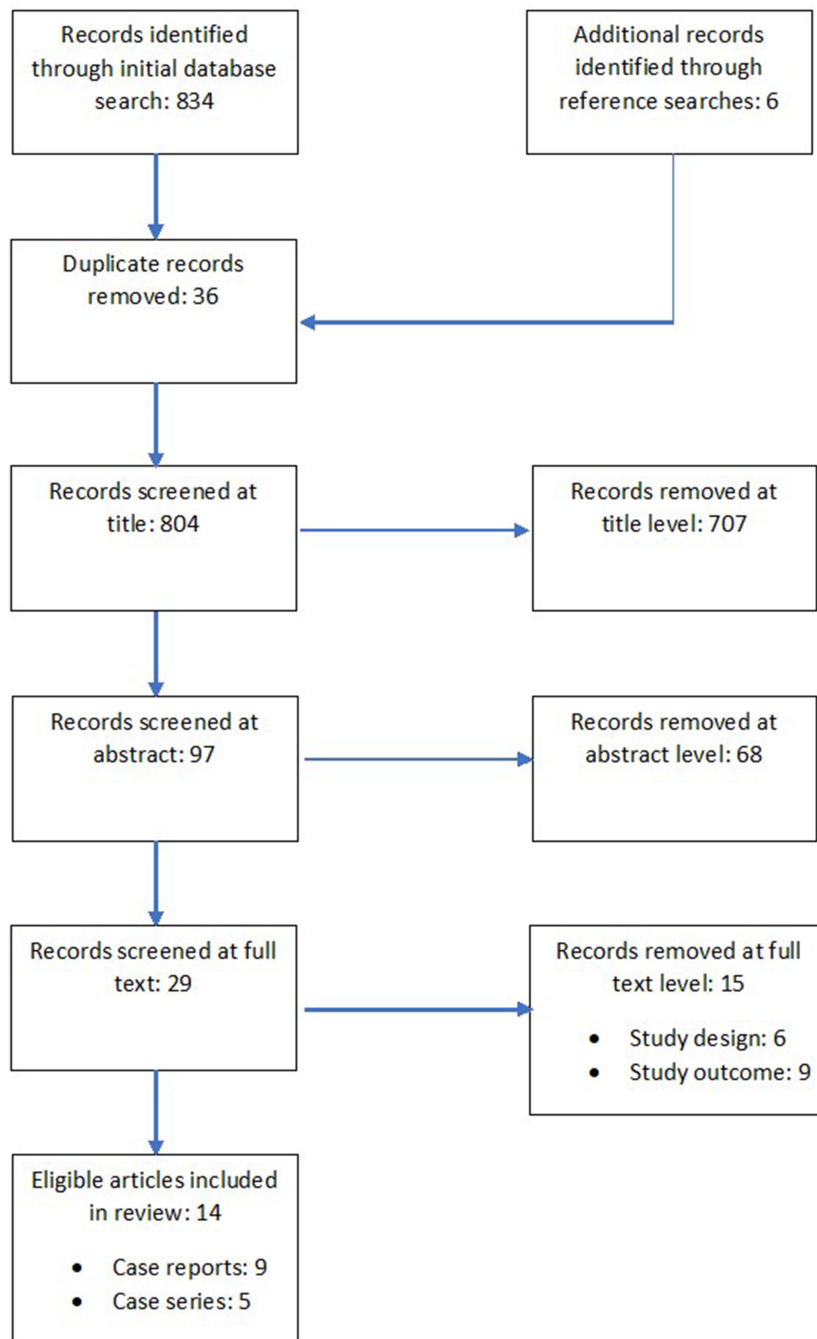 Records identified
through initial database
search: 834
Additional records
identified through
reference searches: 6
Duplicate records
removed: 36
Records screened at
title: 804
Records removed at
title level: 707
Records screened at
abstract: 97
Records removed at
abstract level: 68
Records screened at full
text: 29
Records removed at full
text level: 15
• Study design: 6
• Study outcome: 9
Eligible articles included
in review: 14
• Case reports: 9
• Case series: 5